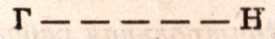 Г — — — — — Н